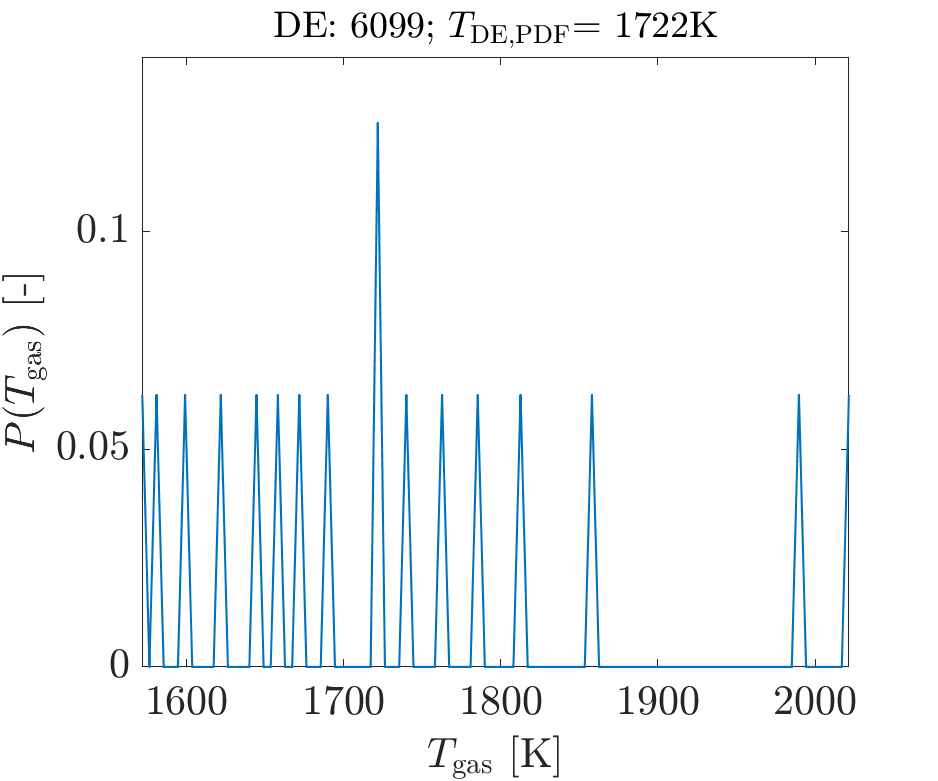 DE: 6099; T_DE,PDF= 1722K
P(T_gas) [-]
0.1
0.05
0
1600 1700 1800 1900 2000
T_gas [K]